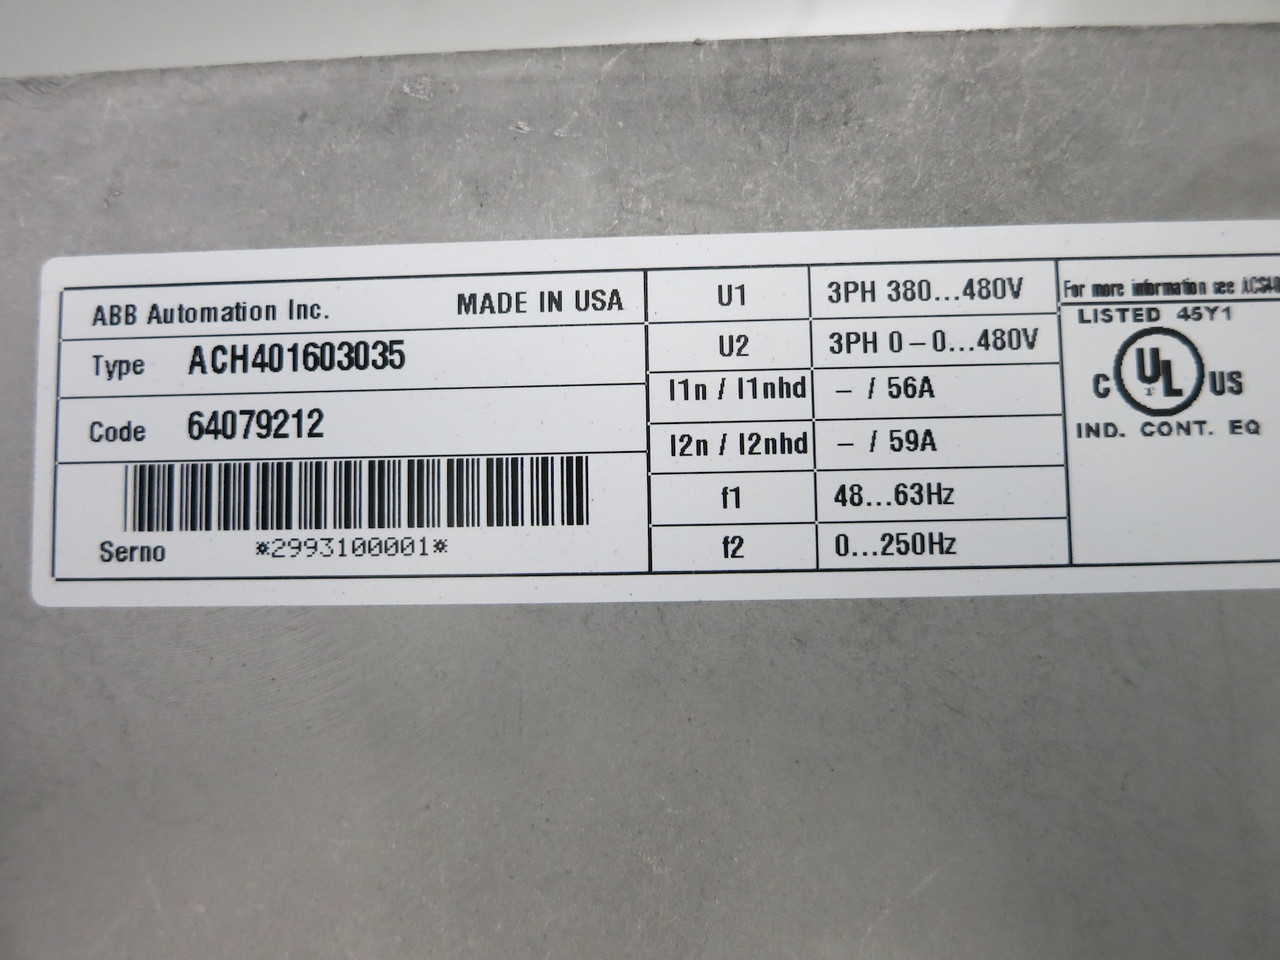 ABB Automation Inc. MADE IN USA
Type ACH401603035
Code 64079212
Serno *2993100001*
U1 3PH 380...480V
U2 3PH 0-0...480V
I1n / I1nhd - / 56A
I2n / I2nhd - / 59A
f1 48...63Hz
f2 0...250Hz
For more information see
LISTED 45Y1
C UL US
IND. CONT. EQ